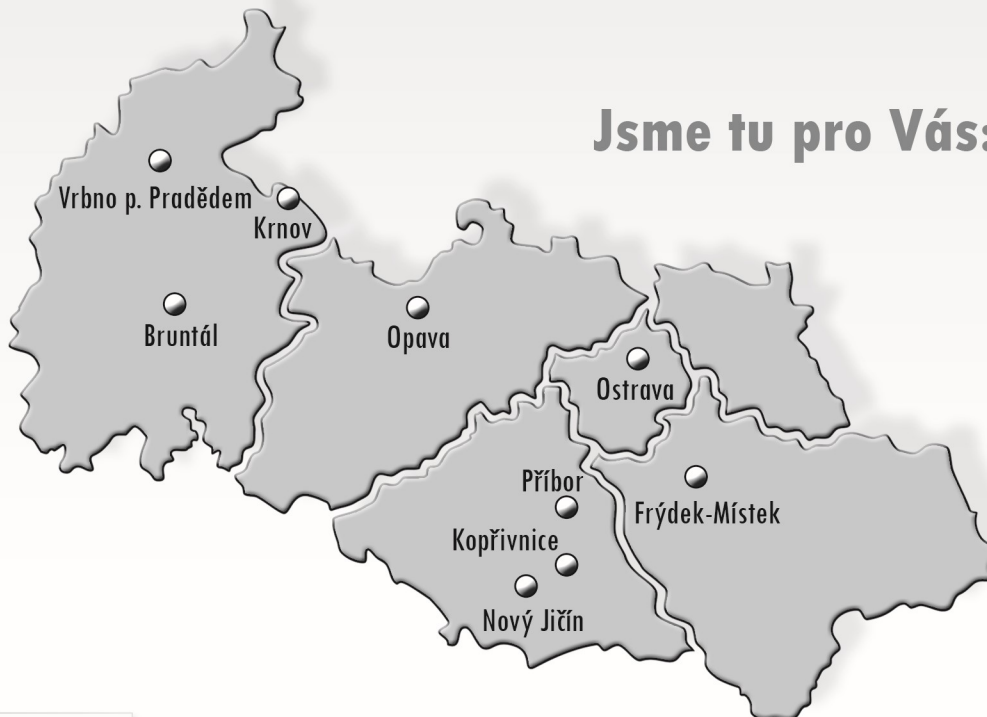 Jsme tu pro Vás:
Vrbno p. Pradědem
Krnov
Bruntál
Opava
Ostrava
Příbor
Frýdek-Místek
Kopřivnice
Nový Jičín